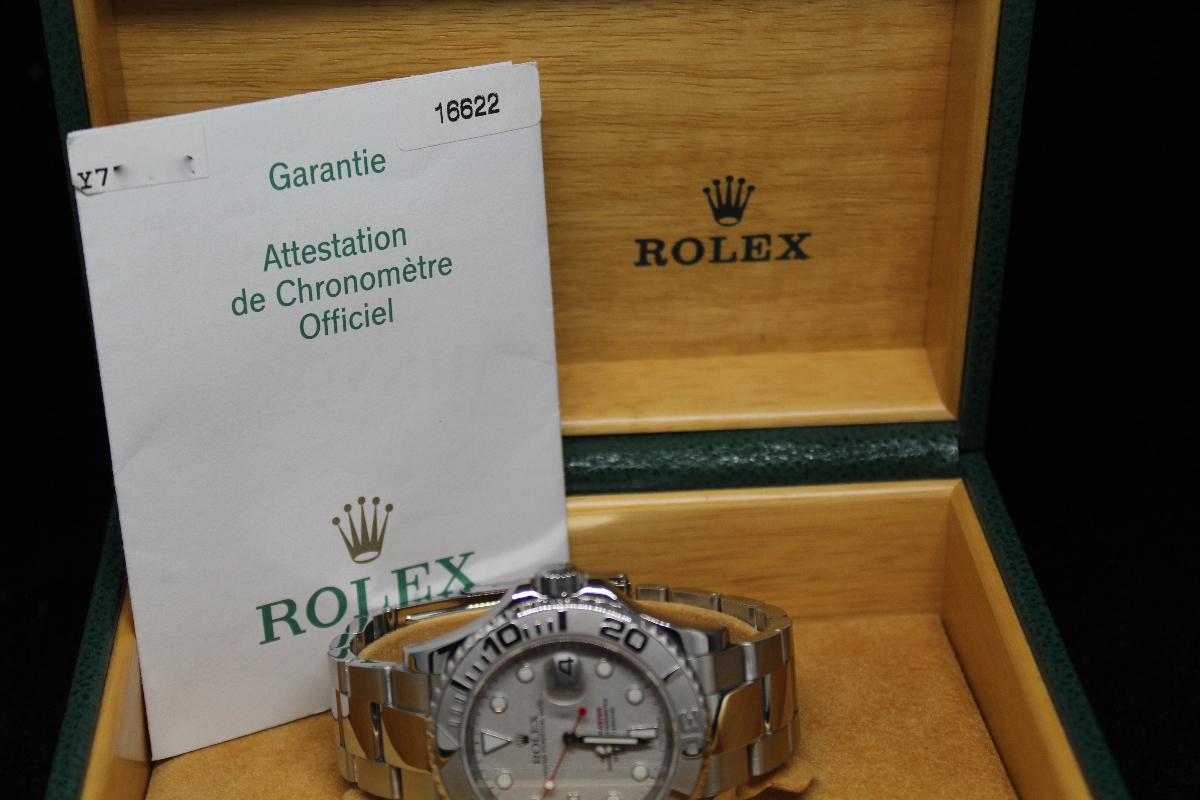 16622
Y7
Garantie
Attestation
de Chronomètre
Officiel
ROLEX
ROLEX
10
20
4
ROLEX